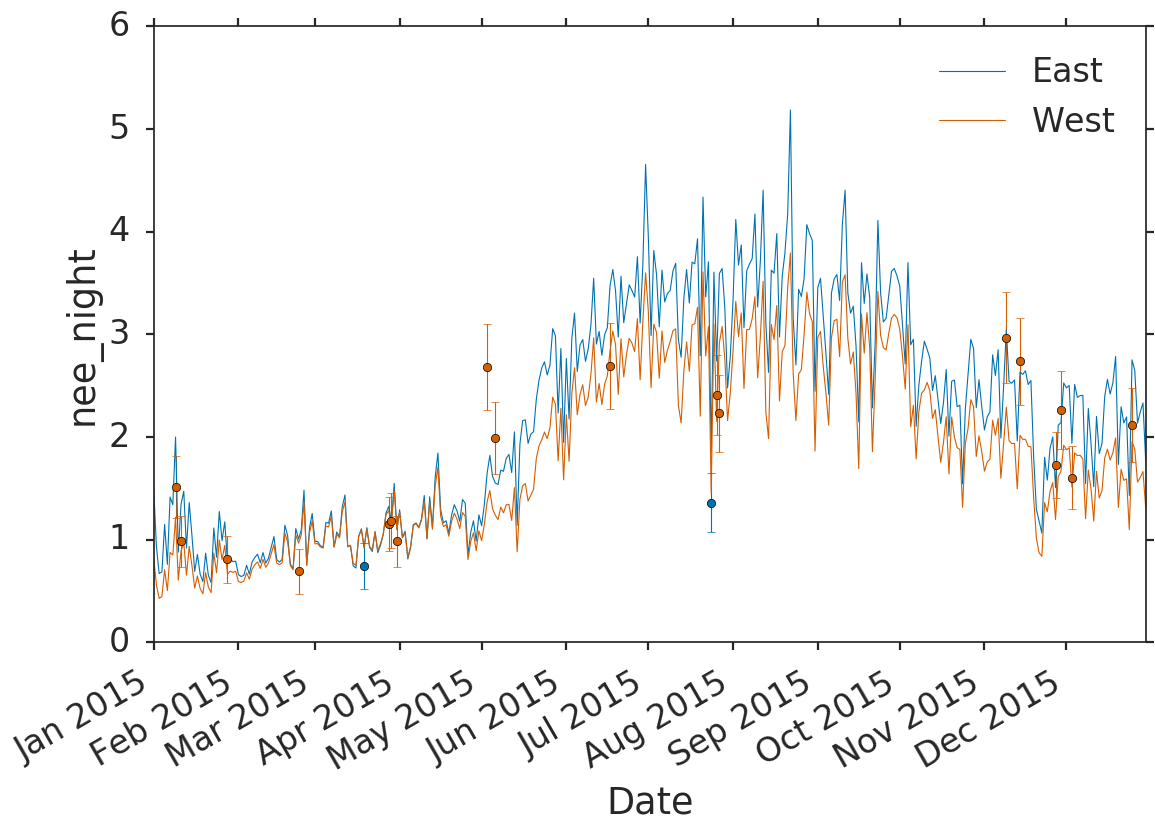 6
5
4
3
2
1
0
nee_night
East
West
Jan 2015
Feb 2015
Mar 2015
Apr 2015
May 2015
Jun 2015
Jul 2015
Aug 2015
Sep 2015
Oct 2015
Nov 2015
Dec 2015
Date